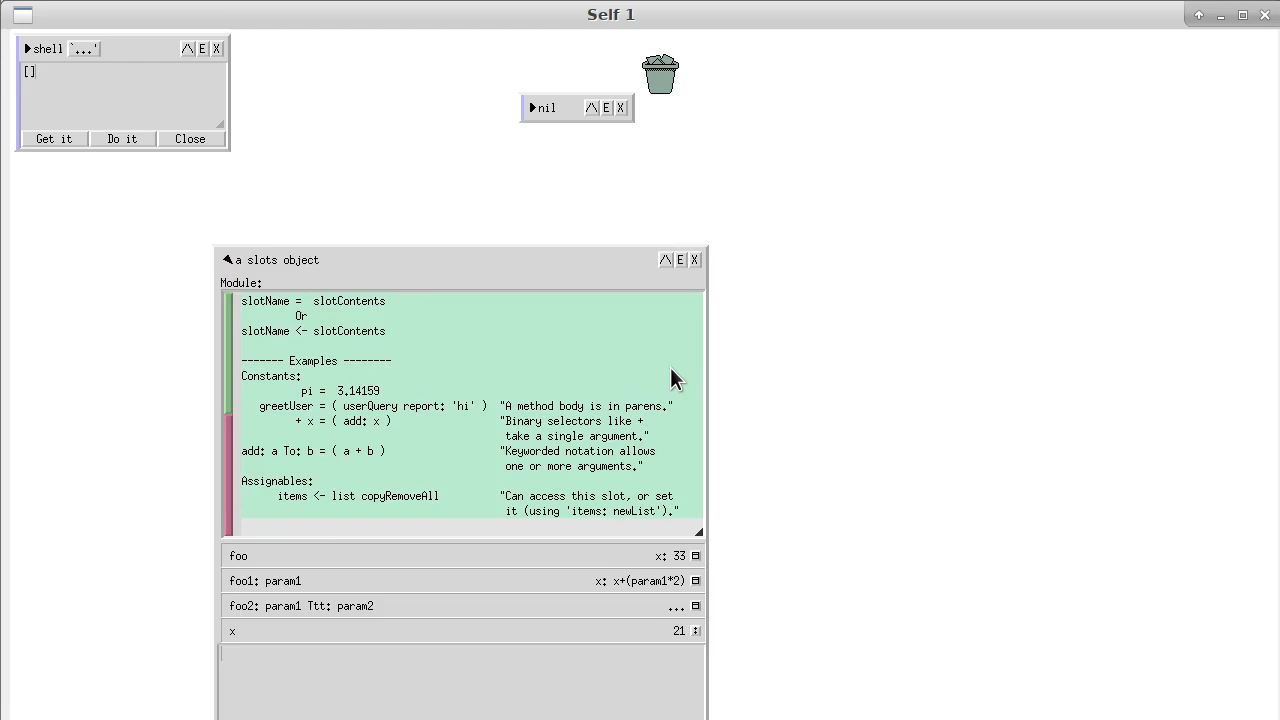 Self 1
shell `...' /\ E X
[]
Get it Do it Close
nil /\ E X
a slots object /\ E X
Module:
slotName =  slotContents
Or
slotName <- slotContents
------- Examples --------
Constants:
pi =  3.14159
greetUser = ( userQuery report: 'hi' )  "A method body is in parens."
+ x = ( add: x )  "Binary selectors like +
take a single argument."
add: a To: b = ( a + b )  "Keyworded notation allows
one or more arguments."
Assignables:
items <- list copyRemoveAll  "Can access this slot, or set
it (using 'items: newList')."
foo x: 33
foo1: param1 x: x+(param1*2)
foo2: param1 Ttt: param2 ...
x 21 :